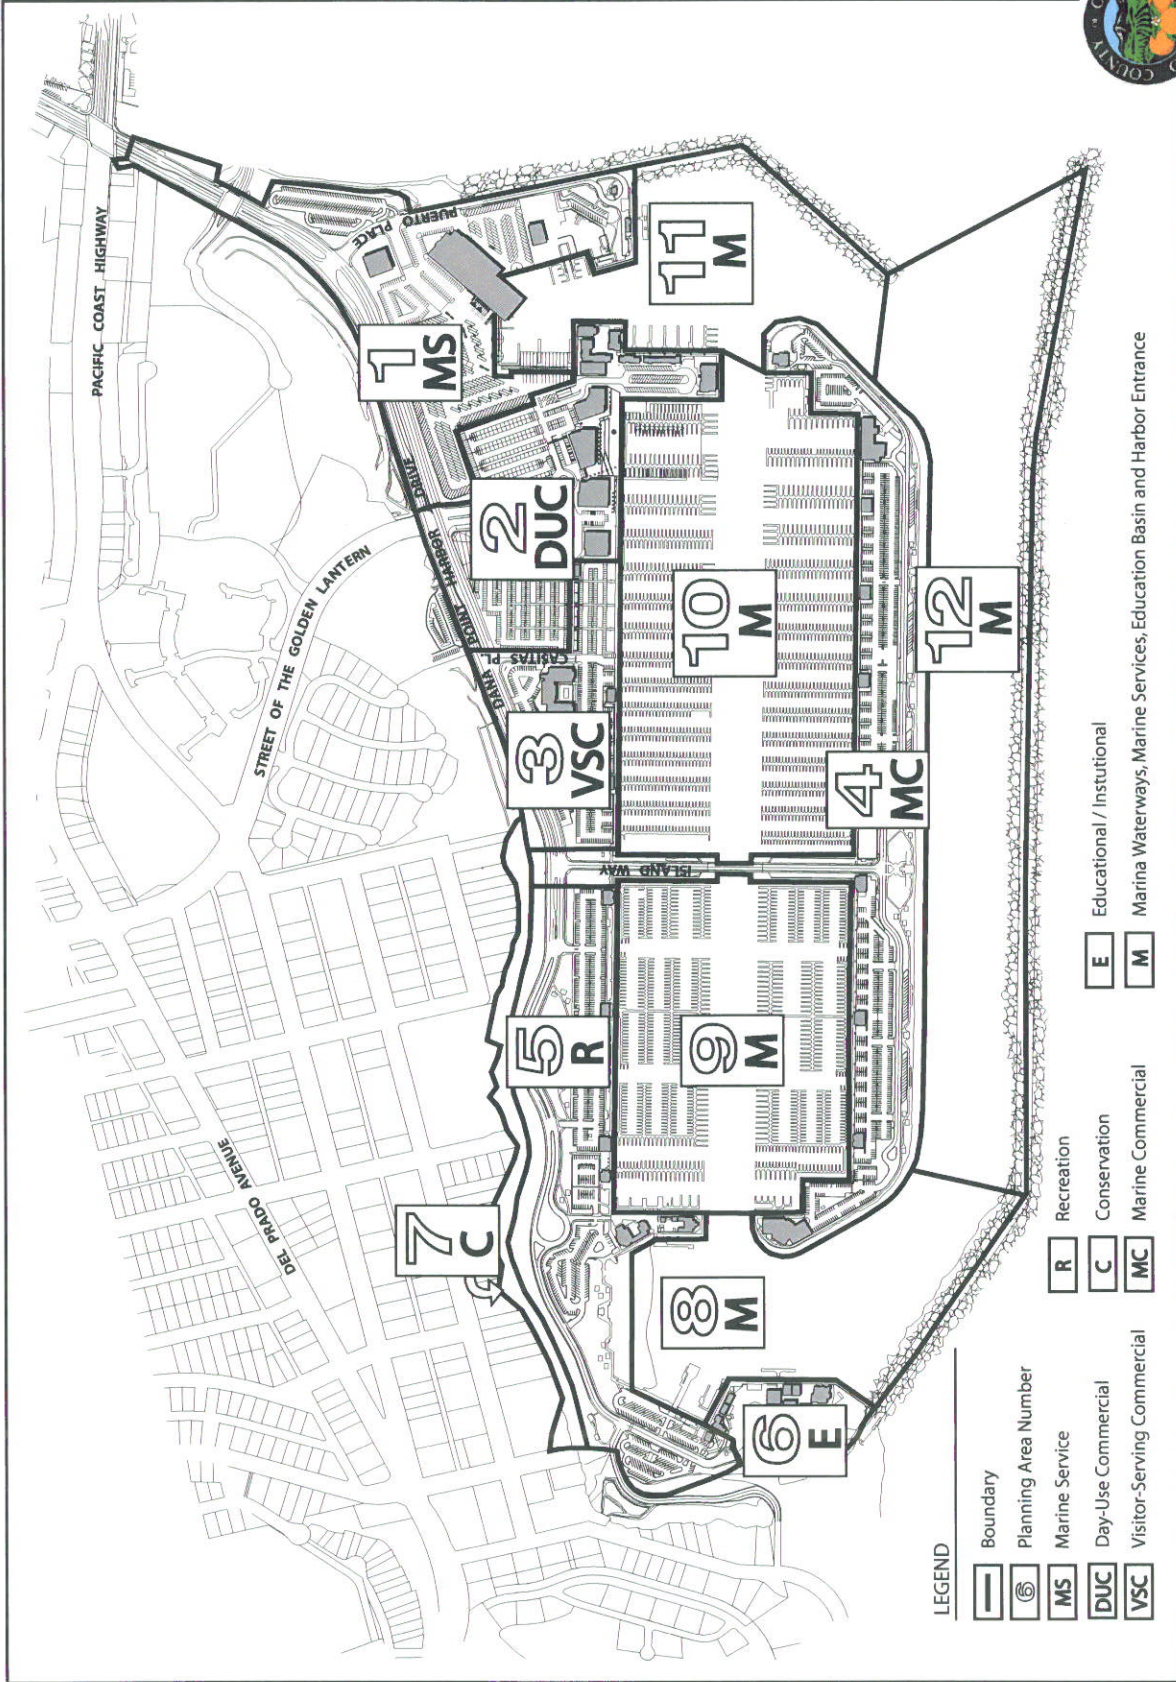 PACIFIC COAST HIGHWAY
PUERTO
PLACE
STREET OF THE GOLDEN LANTERN
DANA
POINT HARBOR
DRIVE
CASITAS PL.
ISLAND WAY
DEL PRADO AVENUE
1
MS
2
DUC
3
VSC
4
MC
5
R
6
E
7
C
8
M
9
M
10
M
11
M
12
M
COUNTY
LEGEND
Boundary
6 Planning Area Number
MS Marine Service
DUC Day-Use Commercial
VSC Visitor-Serving Commercial
R Recreation
C Conservation
MC Marine Commercial
E Educational / Instutional
M Marina Waterways, Marine Services, Education Basin and Harbor Entrance